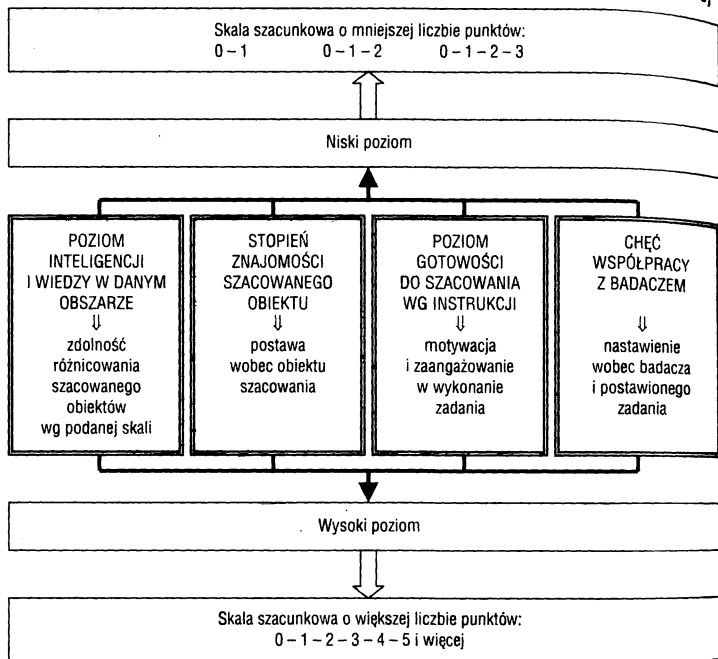 Skala szacunkowa o mniejszej liczbie punktów:
0 – 1 0 – 1 – 2 0 – 1 – 2 – 3
Niski poziom
POZIOM
INTELIGENCJI
I WIEDZY W DANYM
OBSZARZE
⇓
zdolność
różnicowania
szacowanego
obiektów
wg podanej skali
STOPIEŃ
ZNAJOMOŚCI
SZACOWANEGO
OBIEKTU
⇓
postawa
wobec obiektu
szacowania
POZIOM
GOTOWOŚCI
DO SZACOWANIA
WG INSTRUKCJI
⇓
motywacja
i zaangażowanie
w wykonanie
zadania
CHĘĆ
WSPÓŁPRACY
Z BADACZEM
⇓
nastawienie
wobec badacza
i postawionego
zadania
Wysoki poziom
Skala szacunkowa o większej liczbie punktów:
0 – 1 – 2 – 3 – 4 – 5 i więcej